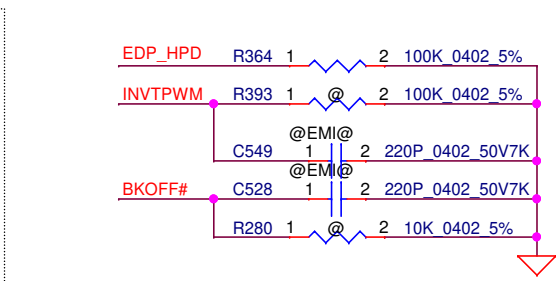 EDP_HPD R364 1 2 100K_0402_5%
INVTPWM R393 1 @ 2 100K_0402_5%
@EMI@
C549 1 2 220P_0402_50V7K
@EMI@
BKOFF# C528 1 2 220P_0402_50V7K
R280 1 @ 2 10K_0402_5%